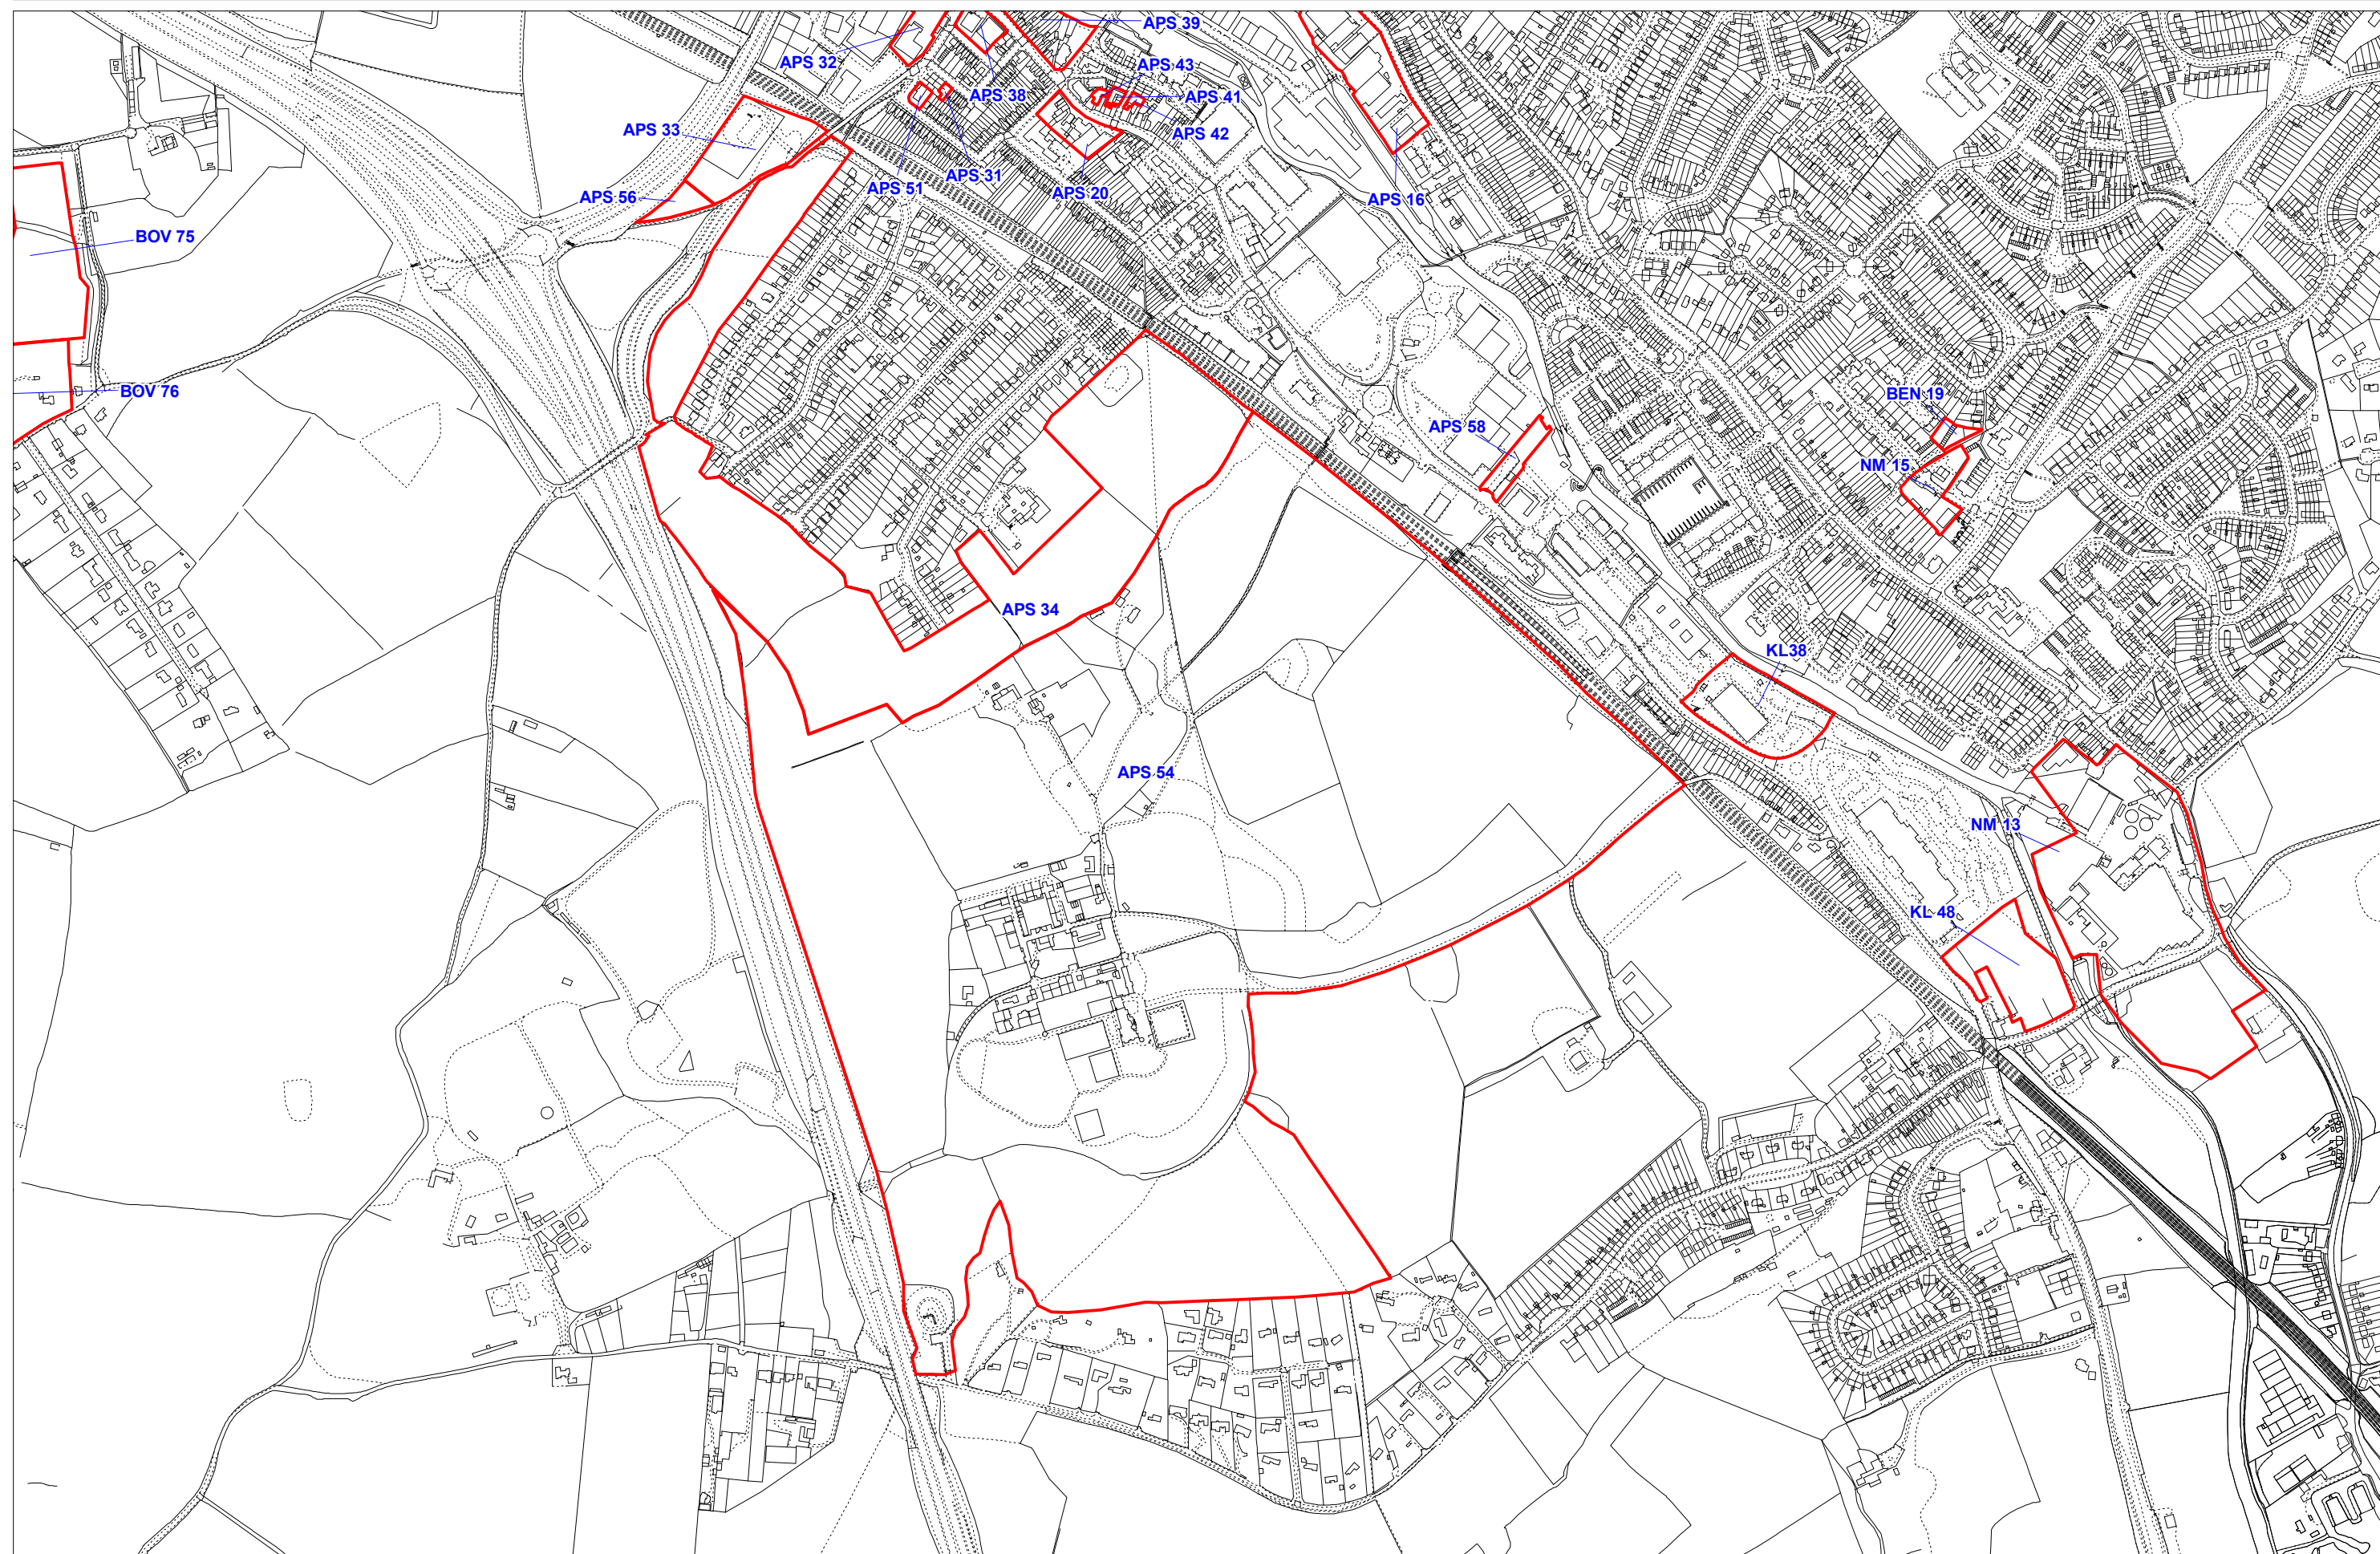 APS 39
APS 32
APS 43
APS 38
APS 41
APS 33
APS 42
APS 31
APS 51
APS 20
APS 56
APS 16
BOV 75
BOV 76
BEN 19
APS 58
NM 15
APS 34
KL38
APS 54
NM 13
KL 48